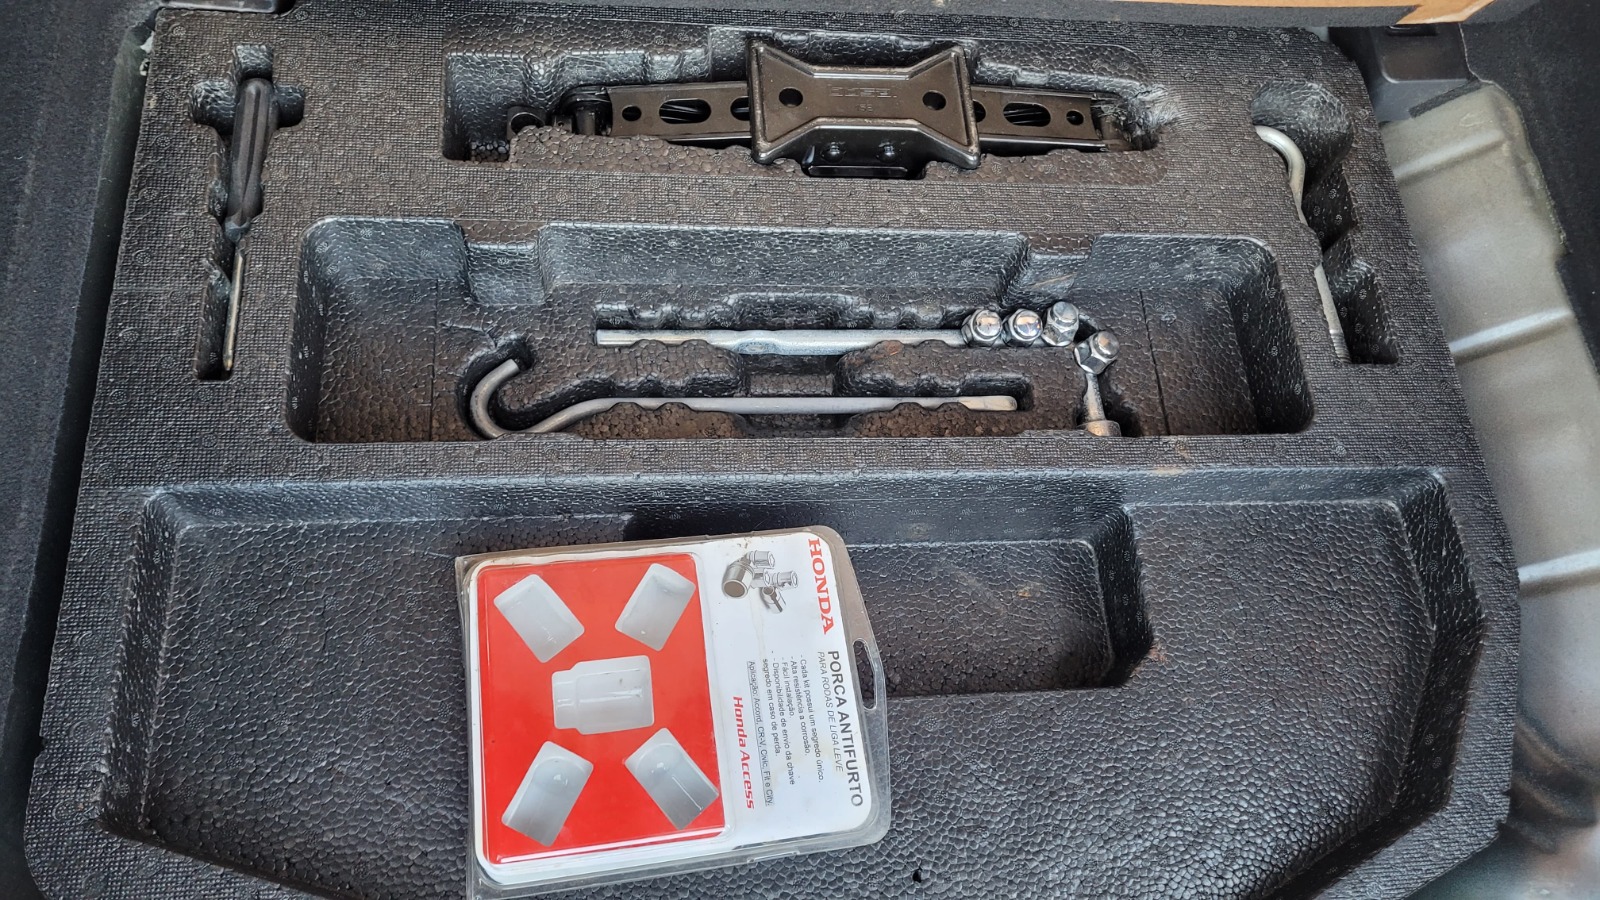 HONDA
PORCA ANTIFURTO
PARA RODAS DE LIGA LEVE
- Cada kit possui um segredo único.
- Alta resistência a corrosão.
- Fácil instalação.
- Disponibilidade de envio da chave
segredo em caso de perda.
Aplicação: Accord, CR-V, Civic, Fit e City.
Honda Access